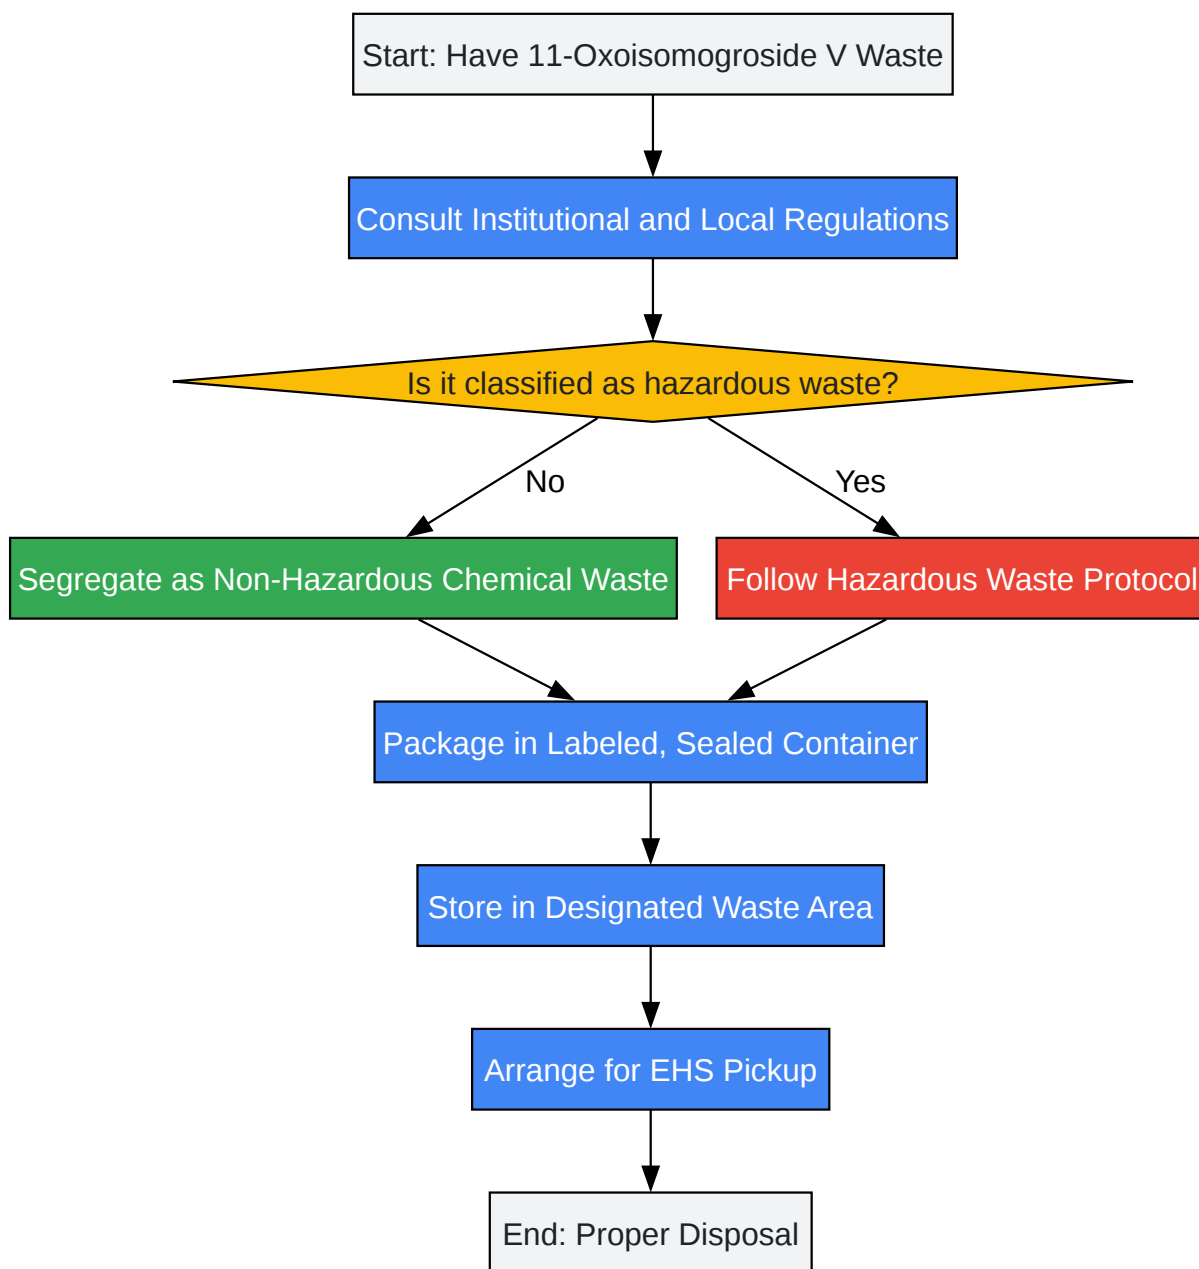 Start: Have 11-Oxoisomogroside V Waste
Consult Institutional and Local Regulations
Is it classified as hazardous waste?
No
Yes
Segregate as Non-Hazardous Chemical Waste
Follow Hazardous Waste Protocol
Package in Labeled, Sealed Container
Store in Designated Waste Area
Arrange for EHS Pickup
End: Proper Disposal